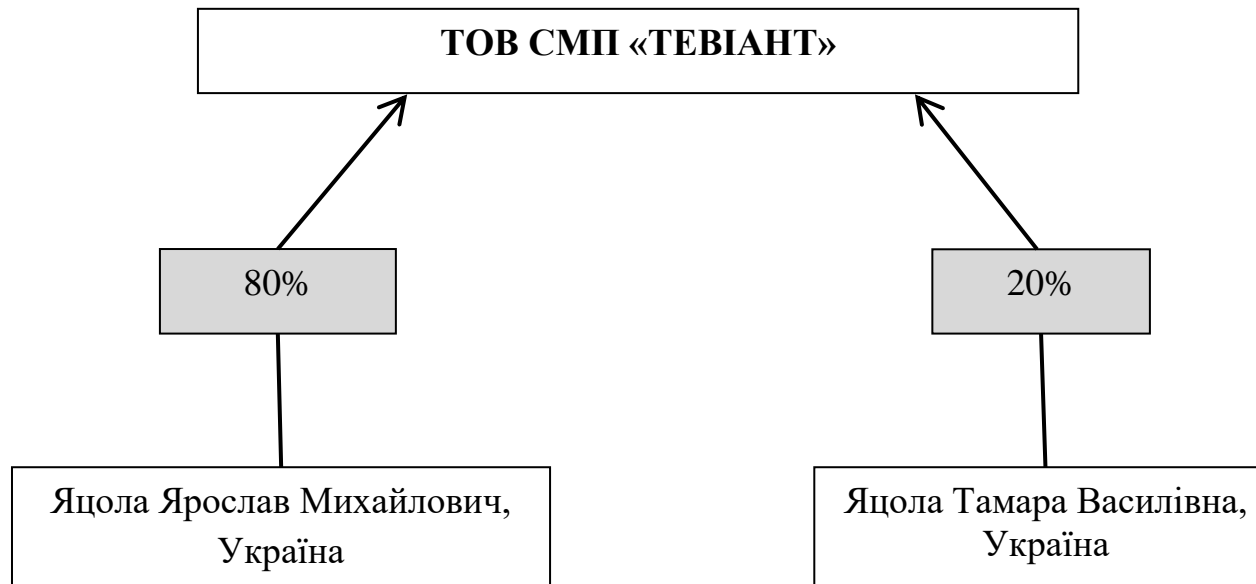 ТОВ СМП «ТЕВІАНТ»
80%
20%
Яцола Ярослав Михайлович,
Україна
Яцола Тамара Василівна,
Україна